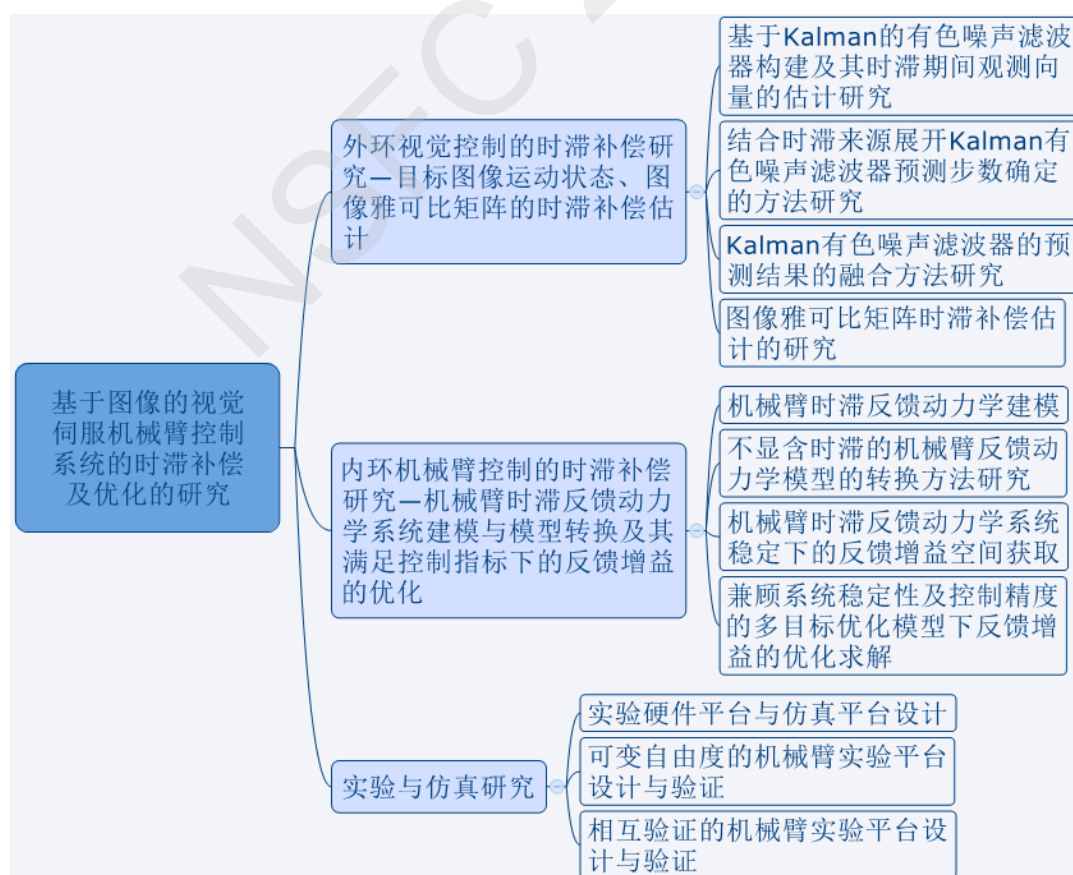 NSFC 2
基于图像的视觉
伺服机械臂控制
系统的时滞补偿
及优化的研究
外环视觉控制的时滞补偿研
究—目标图像运动状态、图
像雅可比矩阵的时滞补偿估
计
基于Kalman的有色噪声滤波
器构建及其时滞期间观测向
量的估计研究
结合时滞来源展开Kalman有
色噪声滤波器预测步数确定
的方法研究
Kalman有色噪声滤波器的预
测结果的融合方法研究
图像雅可比矩阵时滞补偿估
计的研究
内环机械臂控制的时滞补偿
研究—机械臂时滞反馈动力
学系统建模与模型转换及其
满足控制指标下的反馈增益
的优化
机械臂时滞反馈动力学建模
不显含时滞的机械臂反馈动
力学模型的转换方法研究
机械臂时滞反馈动力学系统
稳定下的反馈增益空间获取
兼顾系统稳定性及控制精度
的多目标优化模型下反馈增
益的优化求解
实验与仿真研究
实验硬件平台与仿真平台设计
可变自由度的机械臂实验平台
设计与验证
相互验证的机械臂实验平台设
计与验证